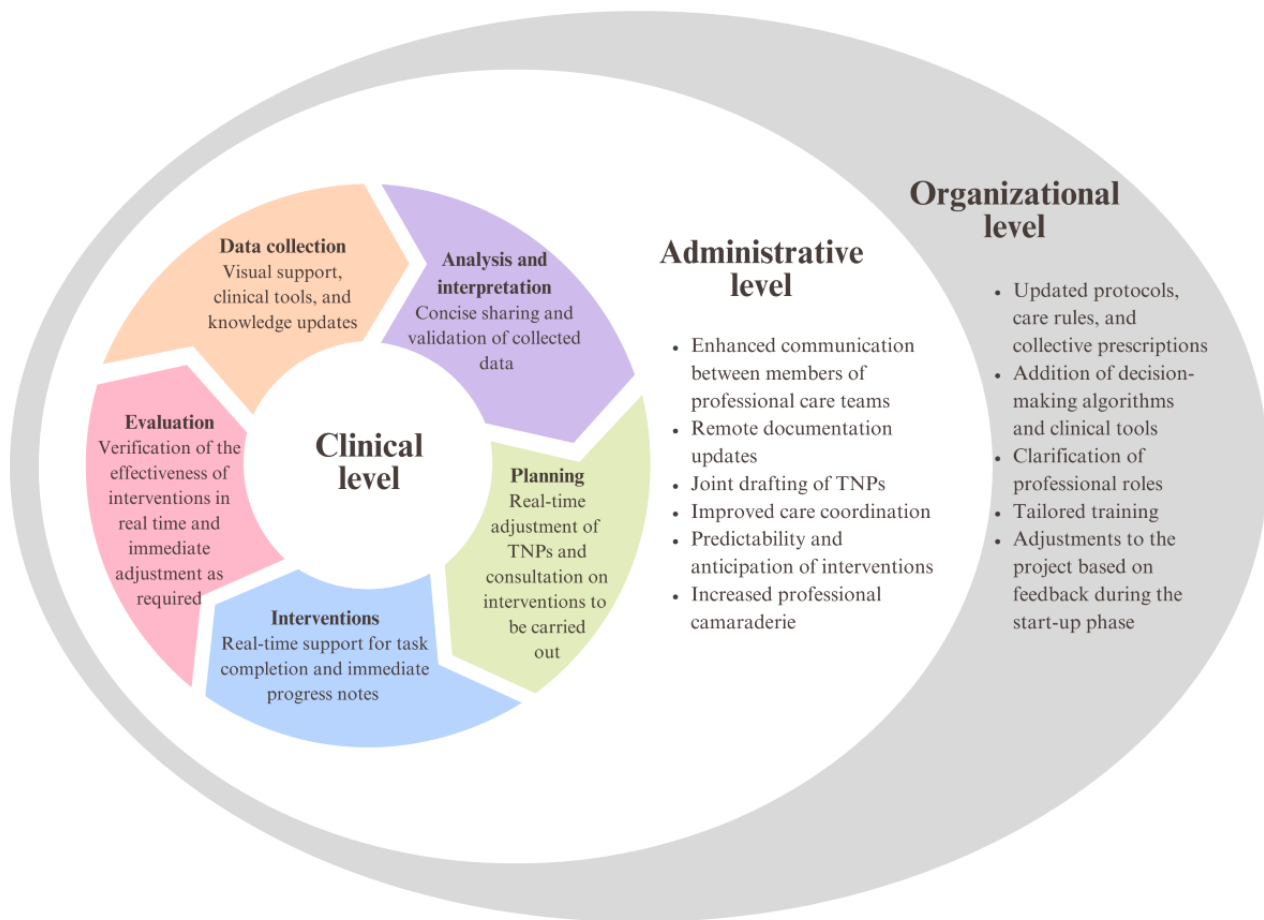 Data collection
Visual support,
clinical tools, and
knowledge updates
Analysis and
interpretation
Concise sharing and
validation of collected
data
Planning
Real-time
adjustment of
TNPs and
consultation on
interventions to
be carried
out
Interventions
Real-time support for task
completion and immediate
progress notes
Evaluation
Verification of the
effectiveness of
interventions in
real time and
immediate
adjustment as
required
Clinical
level
Administrative
level
• Enhanced communication
between members of
professional care teams
• Remote documentation
updates
• Joint drafting of TNPs
• Improved care coordination
• Predictability and
anticipation of interventions
• Increased professional
camaraderie
Organizational
level
• Updated protocols,
care rules, and
collective prescriptions
• Addition of decision-
making algorithms
and clinical tools
• Clarification of
professional roles
• Tailored training
• Adjustments to the
project based on
feedback during the
start-up phase